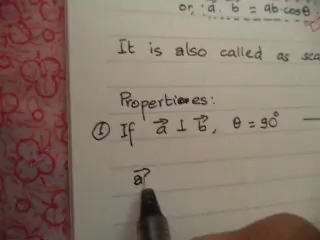 or, a⃗. b⃗ = ab cosθ
It is also called as sca
Properties:
① If a⃗ ⊥ b⃗, θ = 90°
a⃗